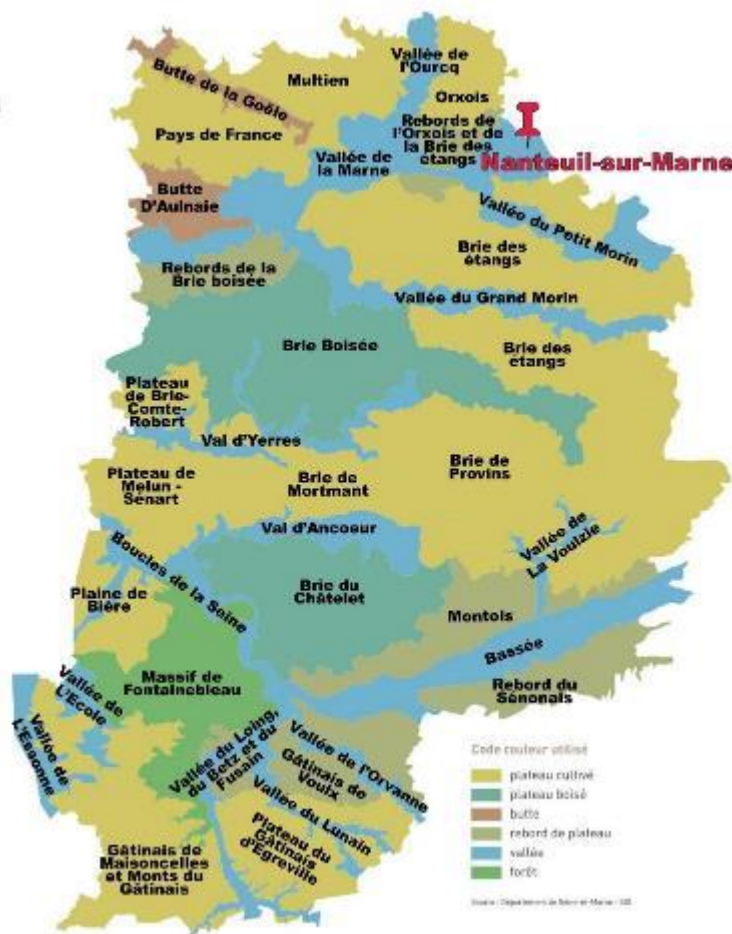 Vallée de
l'Ourcq
Multien
Butte de la Goële
Orxois
Pays de France
Rebords de
l'Orxois et de
la Brie des
étangs
Vallée de
la Marne
Nanteuil-sur-Marne
Butte
D'Aulnaie
Vallée du Petit Morin
Brie des
étangs
Rebords de la
Brie boisée
Vallée du Grand Morin
Brie Boisée
Brie des
étangs
Plateau
de Brie-
Comte-
Robert
Val d'Yerres
Brie de
Provins
Plateau de
Melun -
Sénart
Brie de
Mormant
Val d'Ancoeur
Vallée de
La Voulzie
Boucles de la Seine
Plaine de
Bière
Brie du
Châtelet
Montois
Bassée
Massif de
Fontainebleau
Rebord du
Sénonais
Vallée de
L'Ecole
Vallée de
L'Essonne
Vallée du Loing,
du Betz et du
Fusain
Vallée de l'Orvanne
Gâtinais de
Voulx
Vallée du Lunain
Plateau du
Gâtinais
d'Egreville
Gâtinais de
Maisoncelles
et Monts du
Gâtinais
Code couleur utilisé
plateau cultivé
plateau boisé
butte
rebord de plateau
vallée
forêt
Source : Département de Seine-et-Marne -